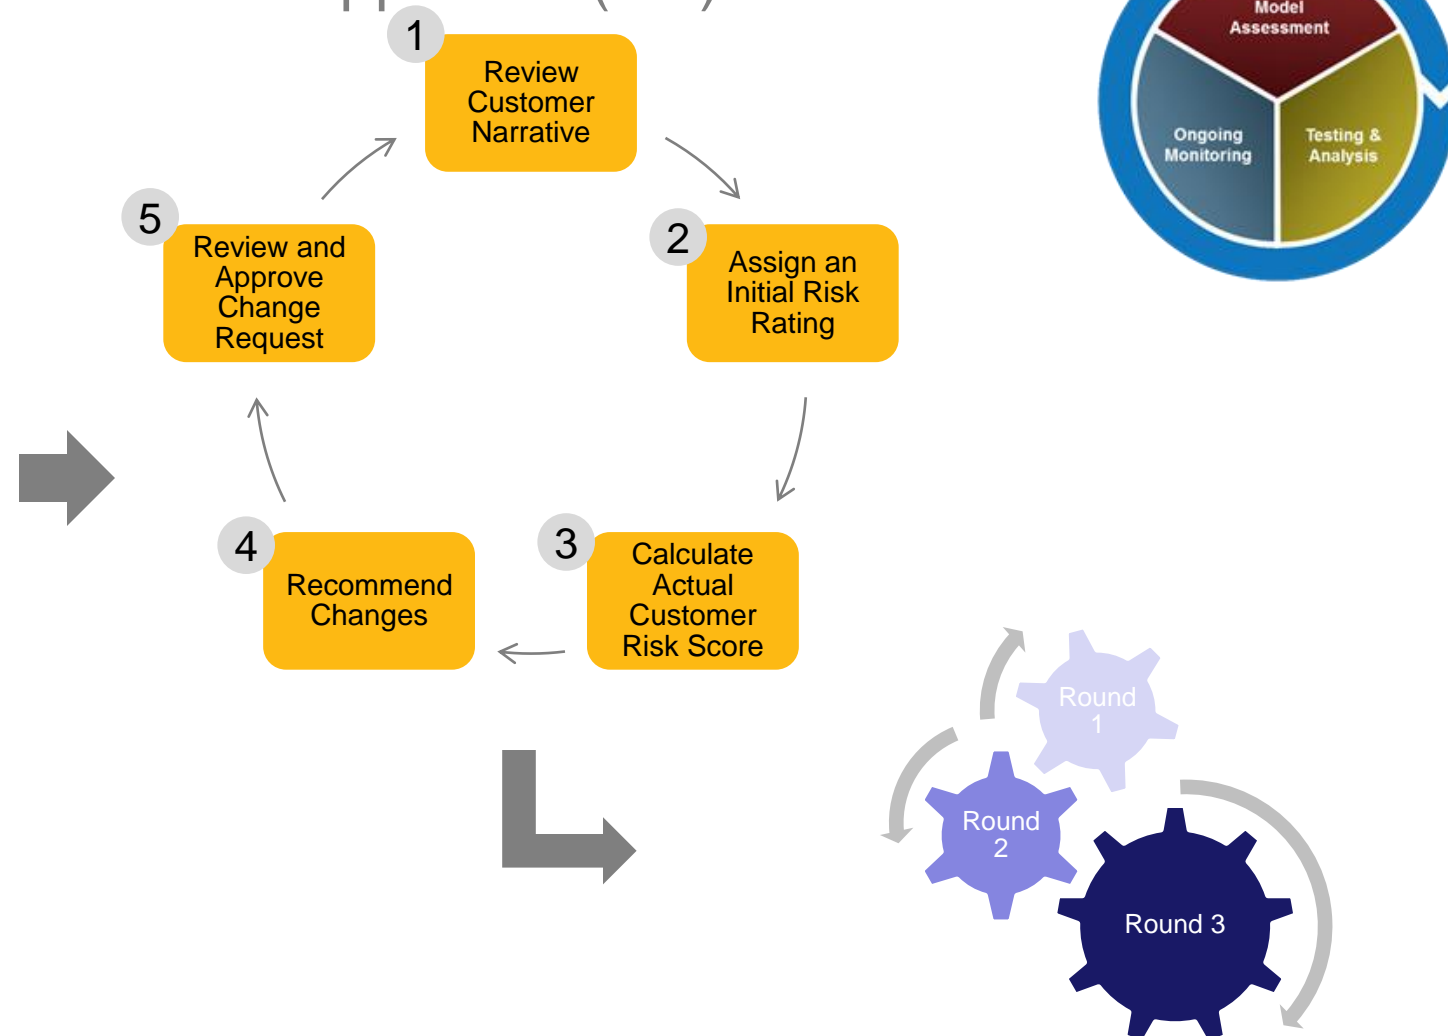 1
Review
Customer
Narrative
2
Assign an
Initial Risk
Rating
3
Calculate
Actual
Customer
Risk Score
4
Recommend
Changes
5
Review and
Approve
Change
Request
Model
Assessment
Ongoing
Monitoring
Testing &
Analysis
Round
1
Round
2
Round 3